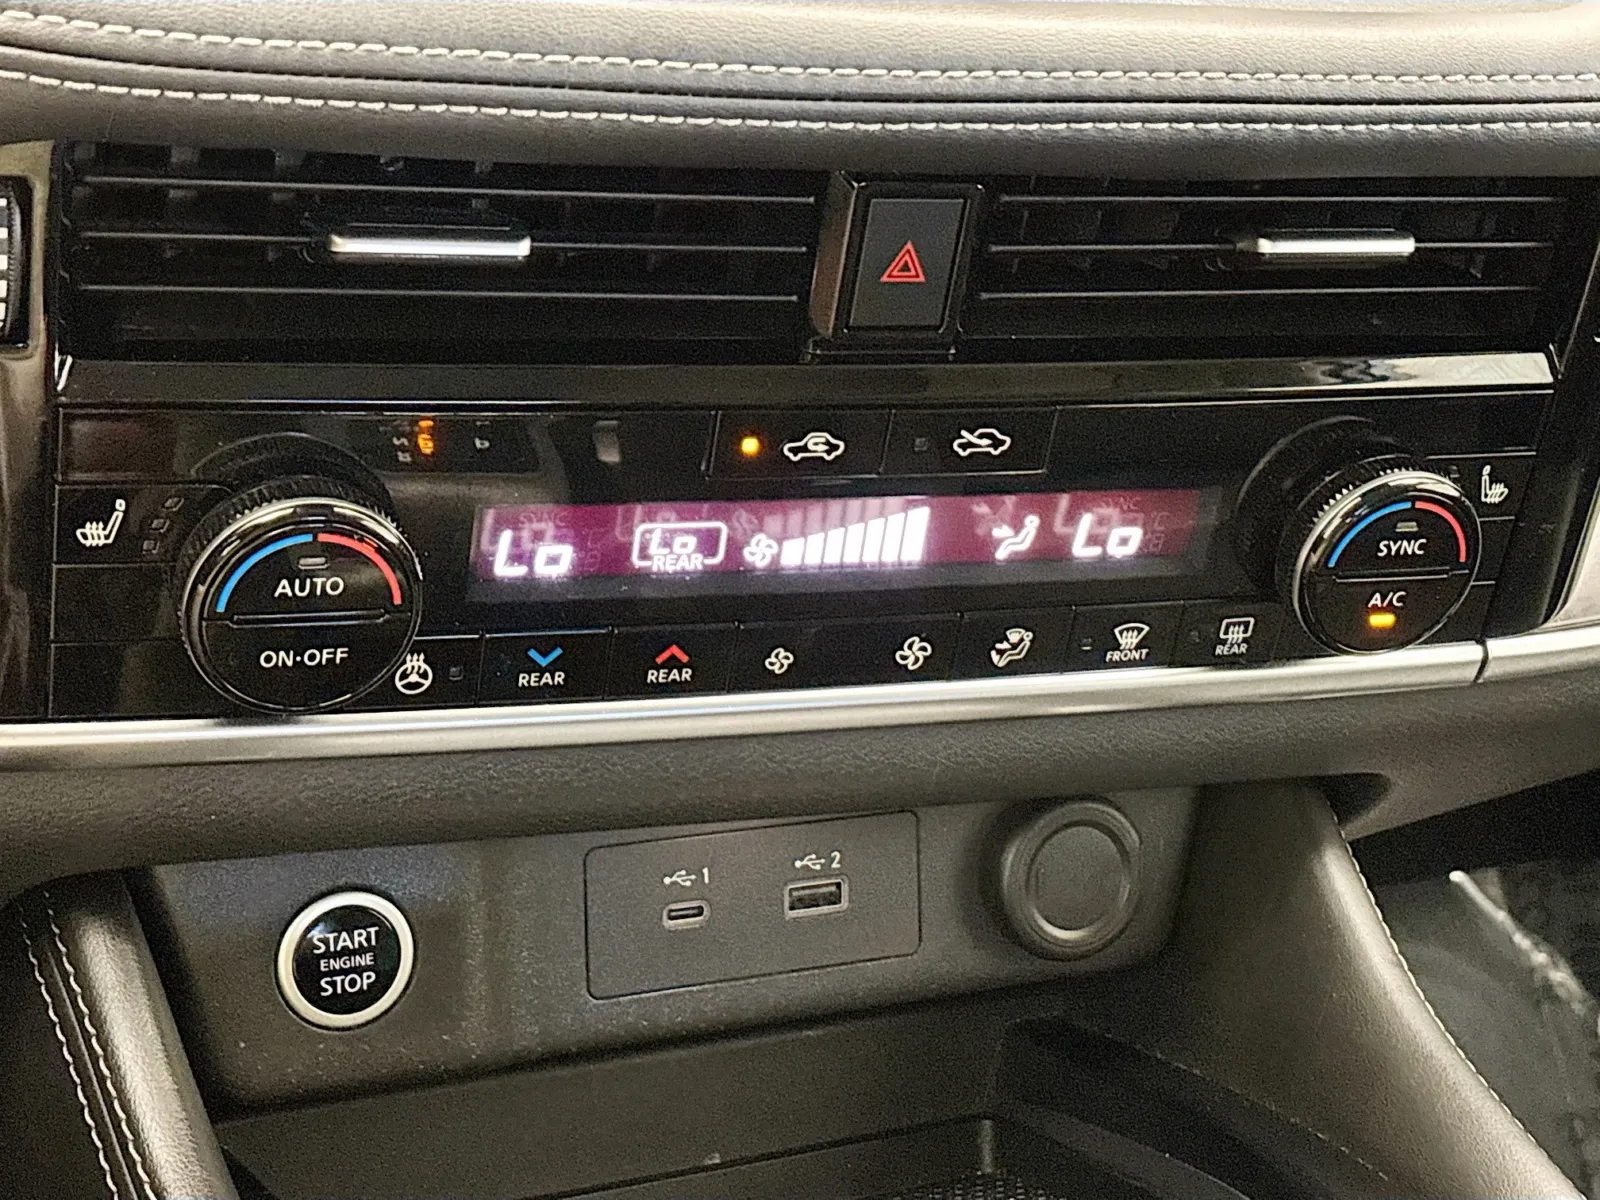 Lo
Lo
REAR
Lo
AUTO
ON·OFF
SYNC
A/C
REAR
REAR
FRONT
REAR
START
ENGINE
STOP
1
2